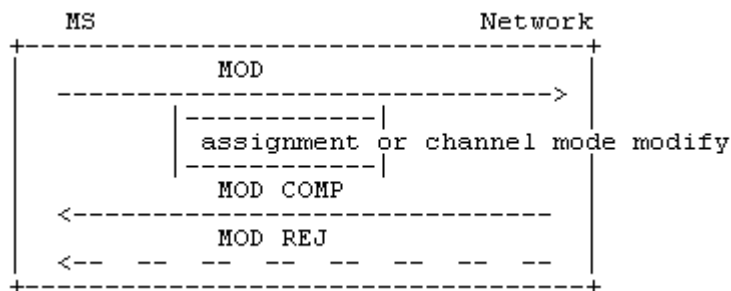 MS Network
MOD
assignment or channel mode modify
MOD COMP
MOD REJ